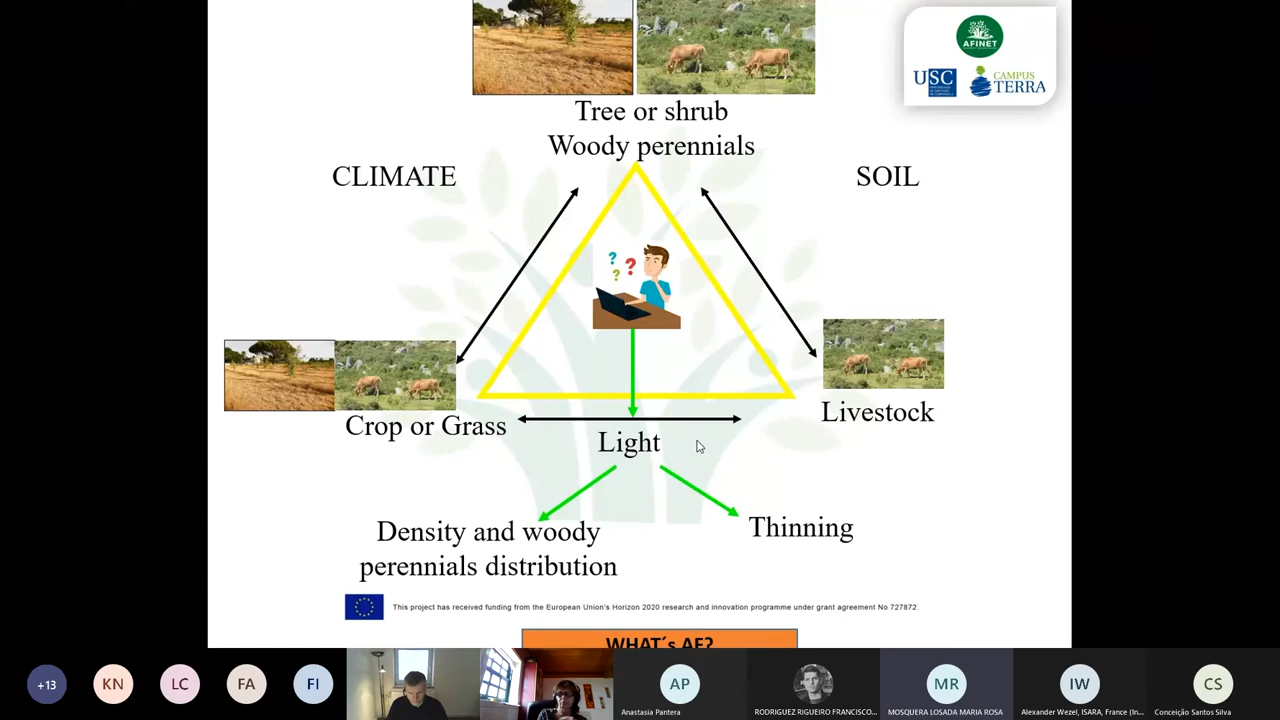 AFINET
USC
CAMPUS
TERRA
Tree or shrub
Woody perennials
CLIMATE
SOIL
? ? ?
Crop or Grass
Livestock
Light
Density and woody
perennials distribution
Thinning
This project has received funding from the European Union's Horizon 2020 research and innovation programme under grant agreement No 727872.
WHAT´s AF?
+13
KN
LC
FA
FI
AP
Anastasia Pantera
RODRIGUEZ RIGUEIRO FRANCISCO...
MR
MOSQUERA LOSADA MARIA ROSA
IW
Alexander Wezel, ISARA, France (In...
CS
Conceição Santos Silva